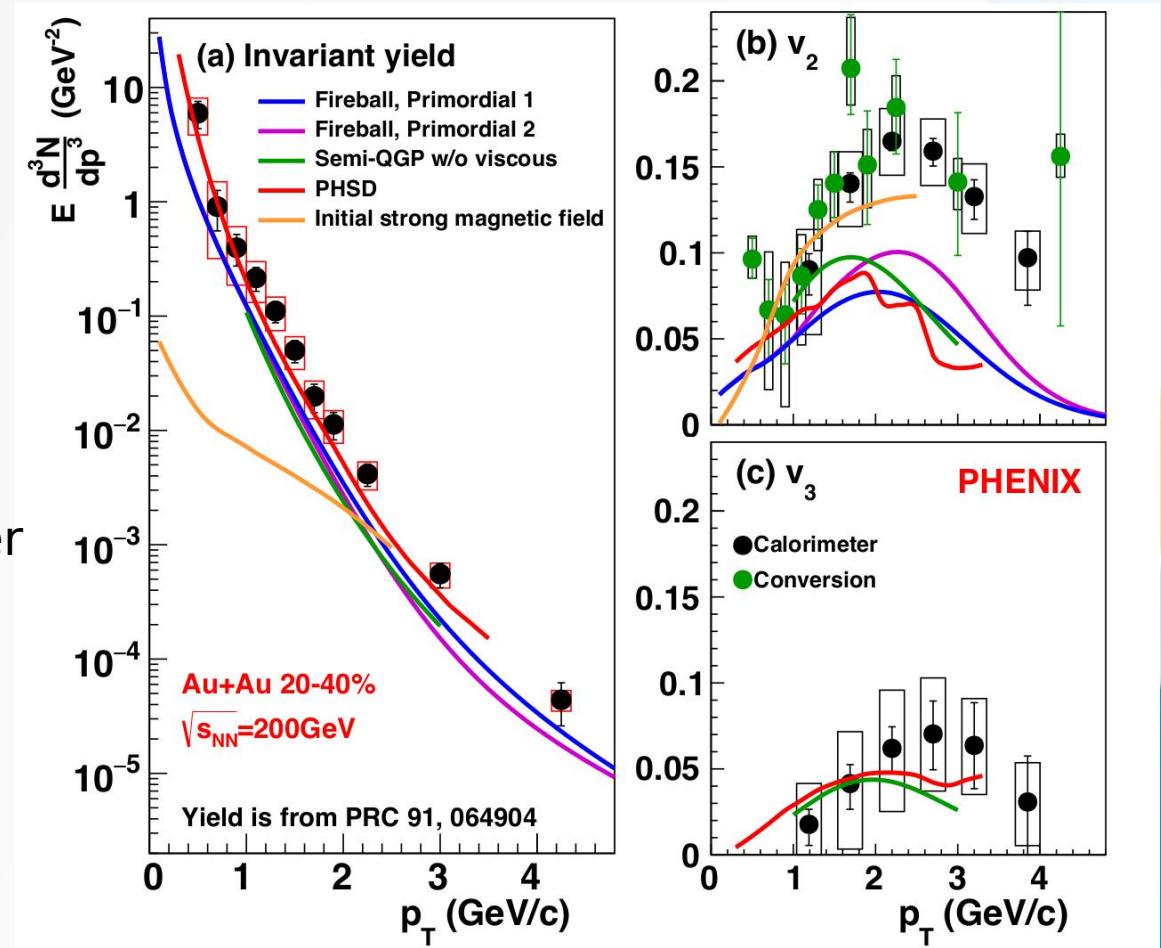 (a) Invariant yield
E d³N/dp³ (GeV⁻²)
Fireball, Primordial 1
Fireball, Primordial 2
Semi-QGP w/o viscous
PHSD
Initial strong magnetic field
10
1
10⁻¹
10⁻²
10⁻³
10⁻⁴
10⁻⁵
er
Au+Au 20-40%
√sNN=200GeV
Yield is from PRC 91, 064904
0 1 2 3 4
pT (GeV/c)
(b) v2
0.2
0.15
0.1
0.05
0
(c) v3
PHENIX
Calorimeter
Conversion
0.2
0.15
0.1
0.05
0
0 1 2 3 4
pT (GeV/c)